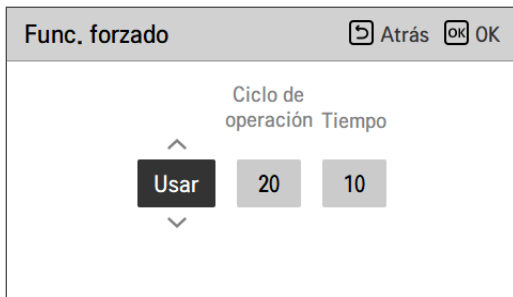 Func. forzado
Atrás OK OK
Ciclo de
operación Tiempo
Usar 20 10